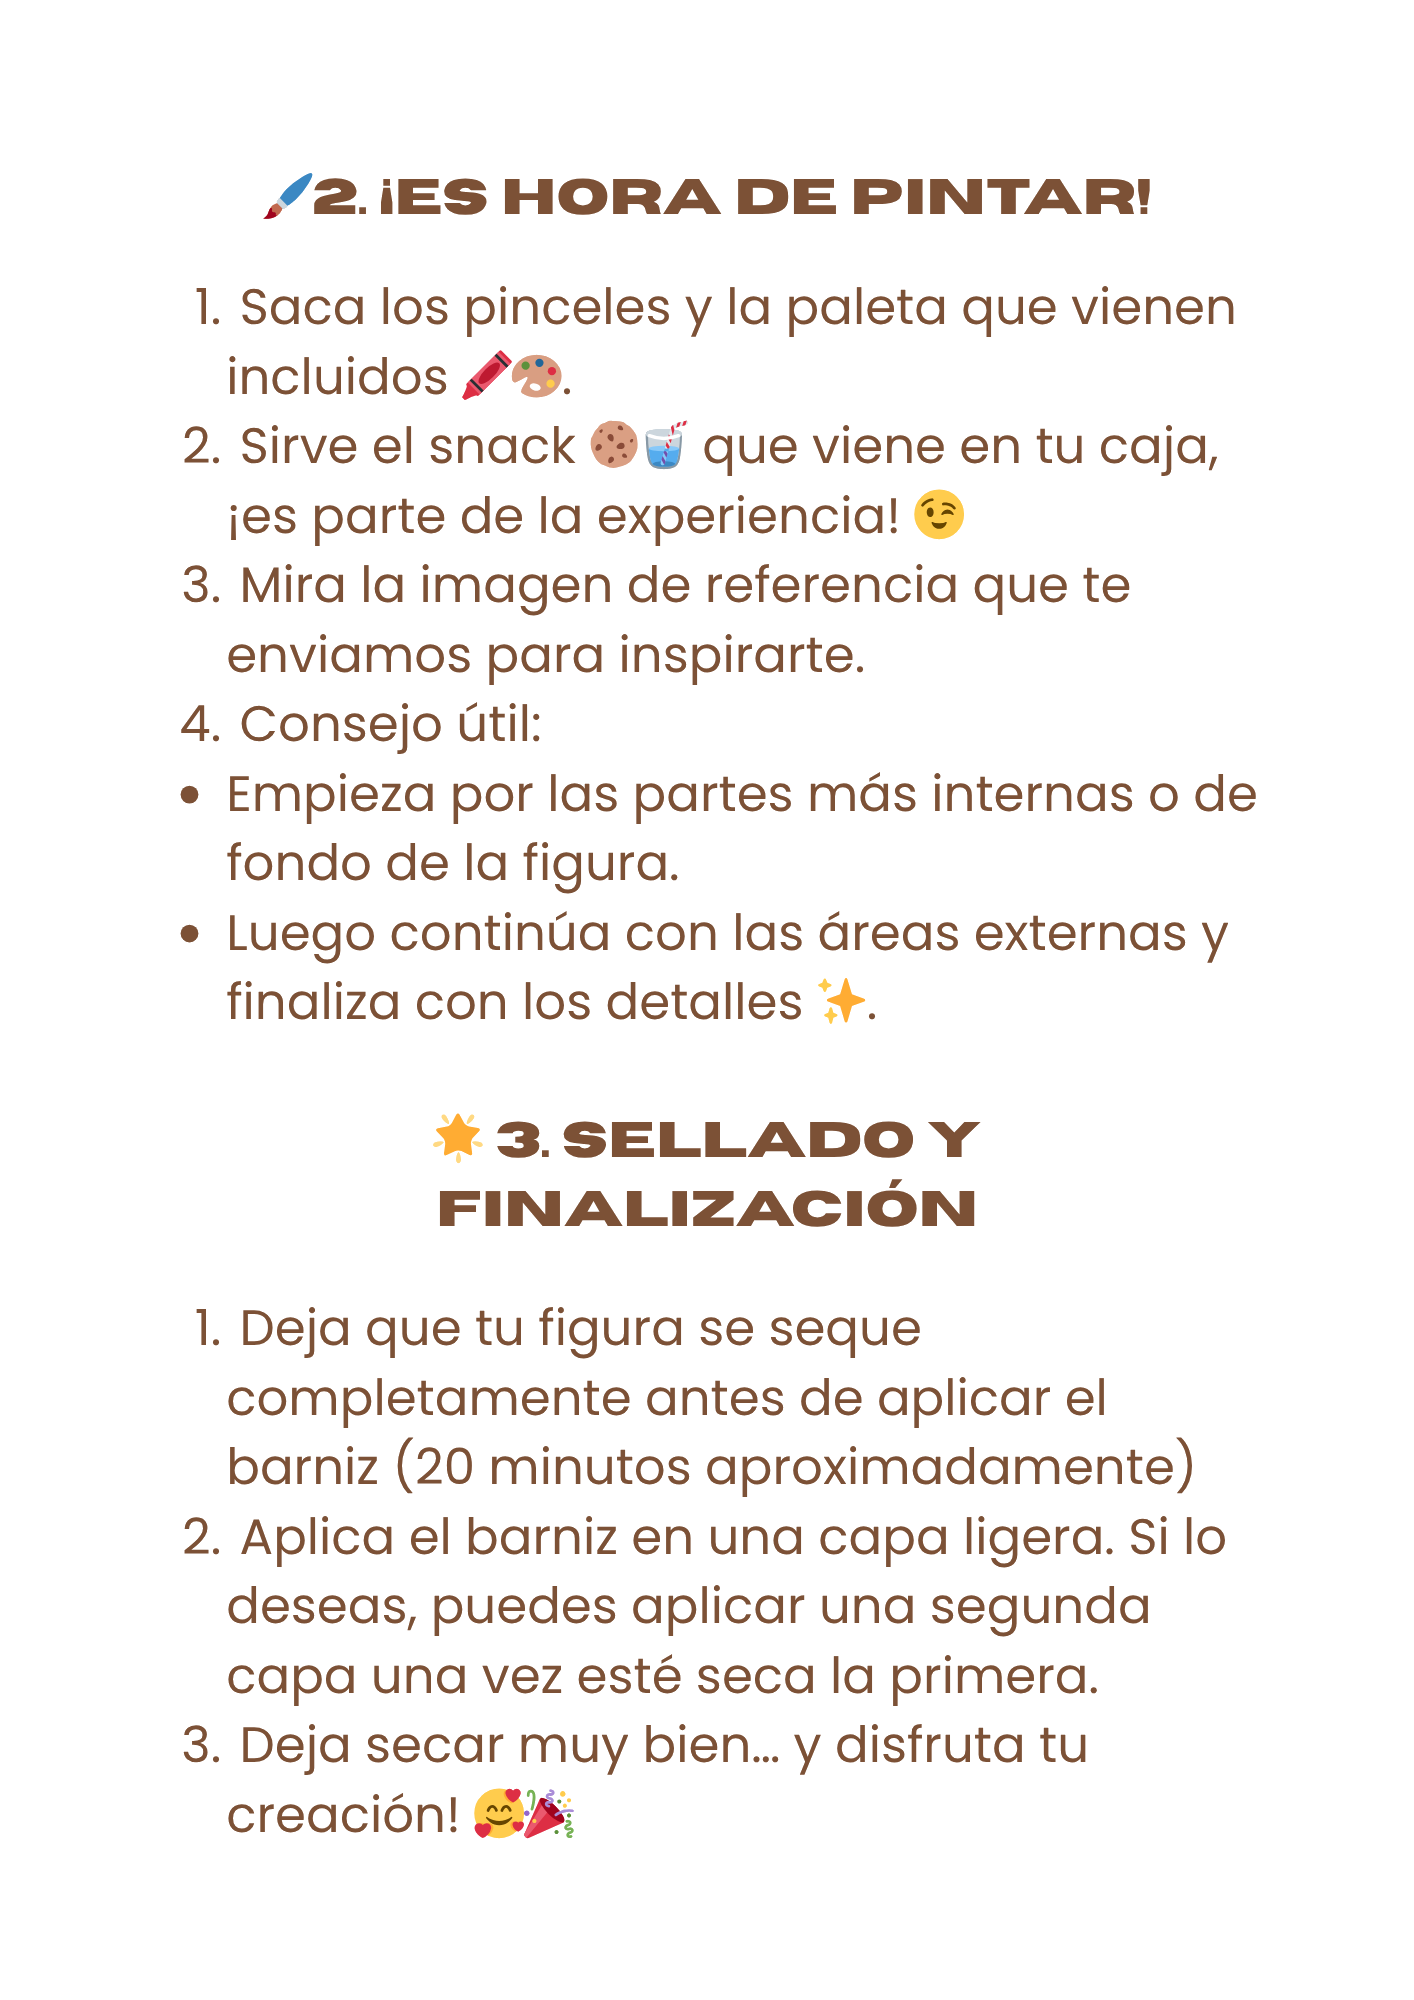 🖌️2. ¡ES HORA DE PINTAR!
1. Saca los pinceles y la paleta que vienen
incluidos 🖍️🎨.
2. Sirve el snack 🍪🥤 que viene en tu caja,
¡es parte de la experiencia! 😉
3. Mira la imagen de referencia que te
enviamos para inspirarte.
4. Consejo útil:
• Empieza por las partes más internas o de
fondo de la figura.
• Luego continúa con las áreas externas y
finaliza con los detalles ✨.
🌟 3. SELLADO Y
FINALIZACIÓN
1. Deja que tu figura se seque
completamente antes de aplicar el
barniz (20 minutos aproximadamente)
2. Aplica el barniz en una capa ligera. Si lo
deseas, puedes aplicar una segunda
capa una vez esté seca la primera.
3. Deja secar muy bien... y disfruta tu
creación! 🥰🎉